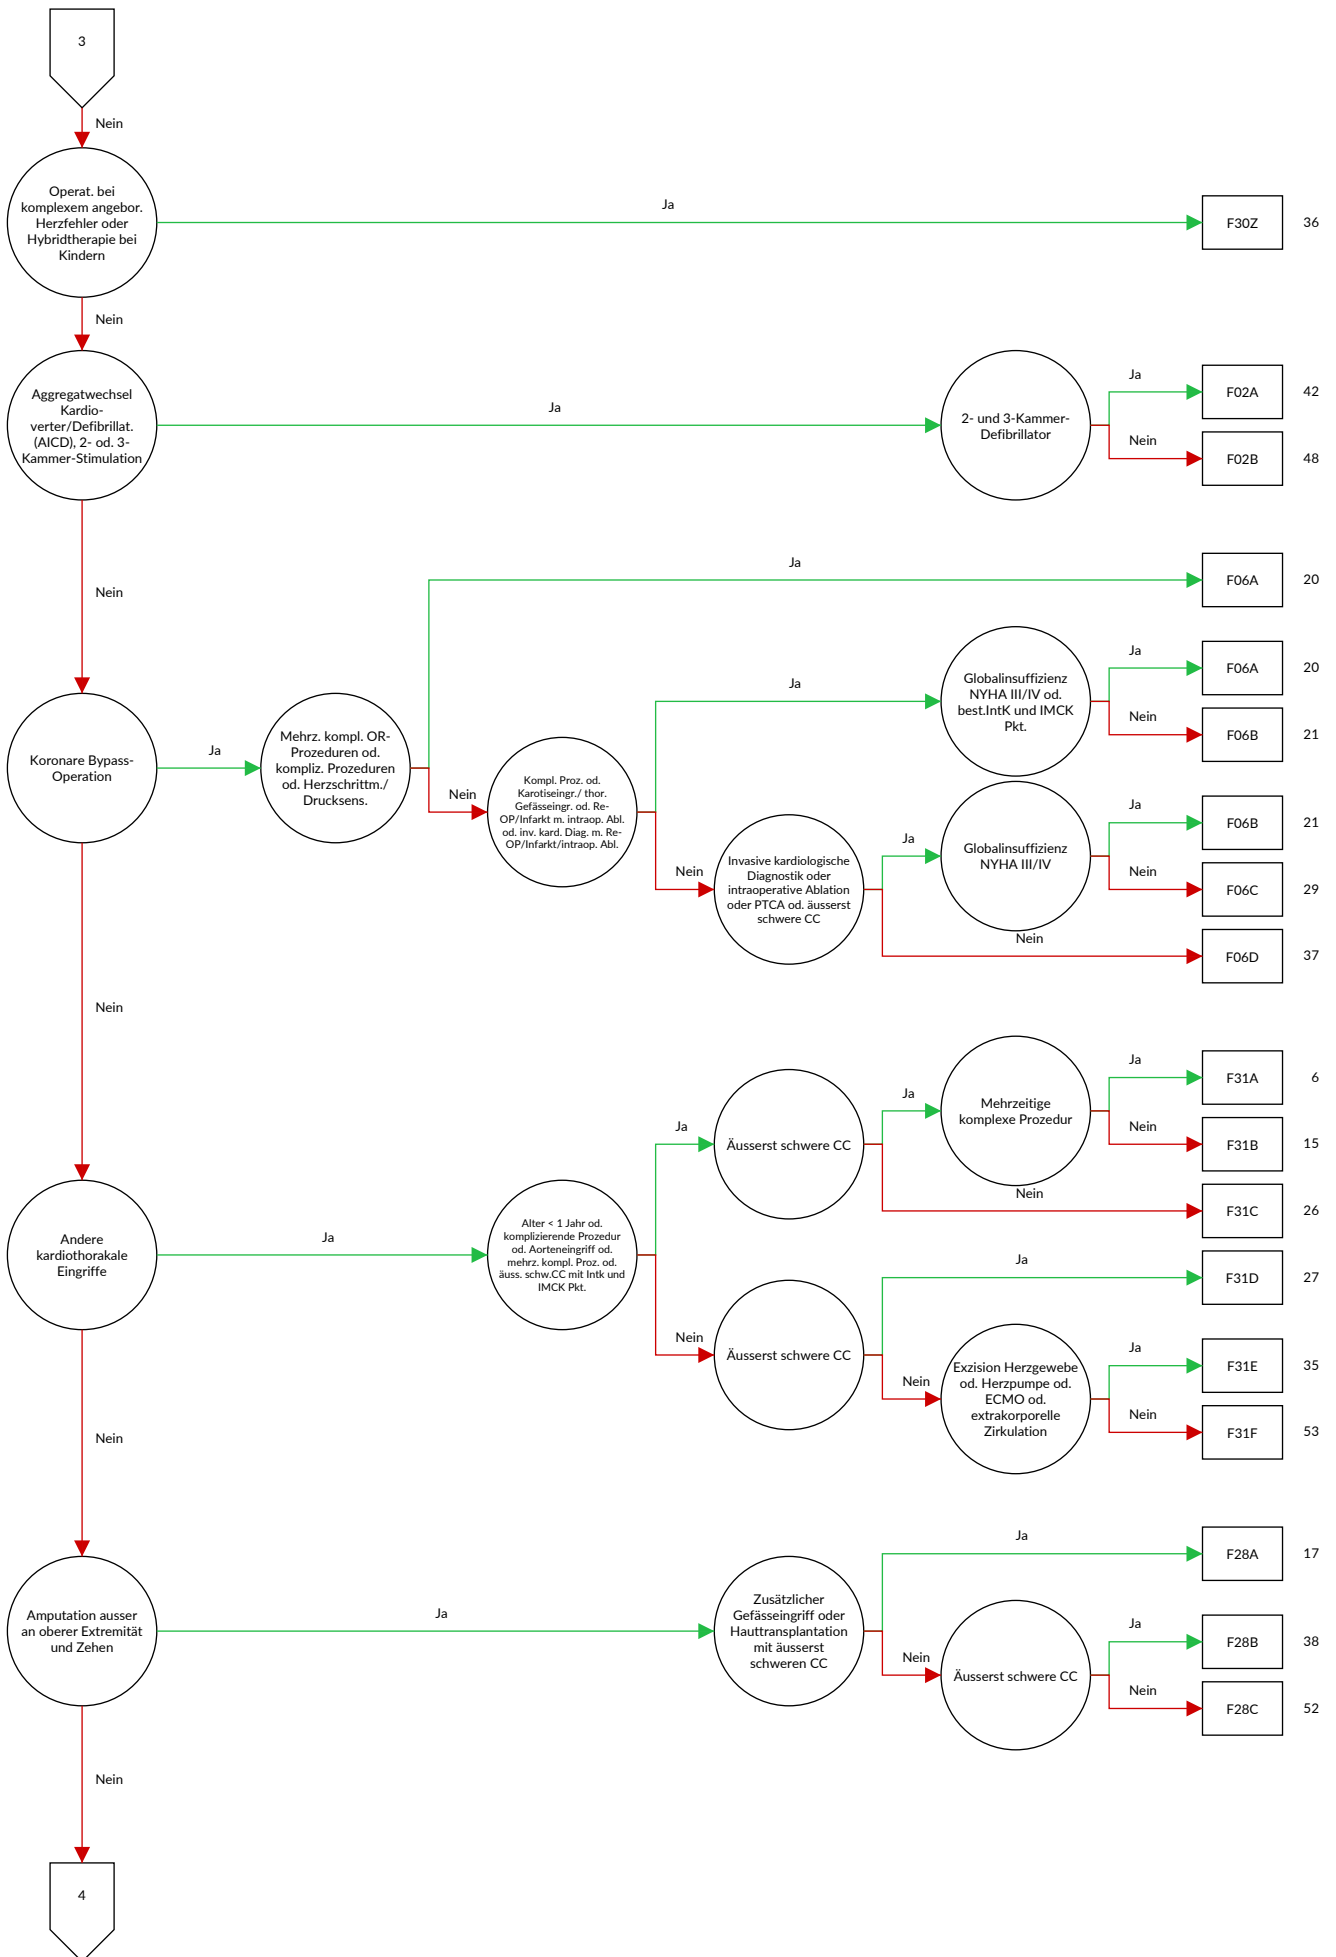 3
Nein
Operat. bei
komplexem angebor.
Herzfehler oder
Hybridtherapie bei
Kindern
Ja
F30Z
36
Nein
Aggregatwechsel
Kardio-
verter/Defibrillat.
(AICD), 2- od. 3-
Kammer-Stimulation
Ja
2- und 3-Kammer-
Defibrillator
Ja
F02A
42
Nein
F02B
48
Nein
Koronare Bypass-
Operation
Ja
Mehrz. kompl. OR-
Prozeduren od.
kompliz. Prozeduren
od. Herzschrittm./
Drucksens.
Ja
F06A
20
Nein
Kompl. Proz. od.
Karotiseingr./ thor.
Gefässeingr. od. Re-
OP/Infarkt m. intraop. Abl.
od. inv. kard. Diag. m. Re-
OP/Infarkt/intraop. Abl.
Ja
Globalinsuffizienz
NYHA III/IV od.
best.IntK und IMCK
Pkt.
Ja
F06A
20
Nein
F06B
21
Nein
Invasive kardiologische
Diagnostik oder
intraoperative Ablation
oder PTCA od. äusserst
schwere CC
Ja
Globalinsuffizienz
NYHA III/IV
Ja
F06B
21
Nein
F06C
29
Nein
F06D
37
Nein
Andere
kardiothorakale
Eingriffe
Ja
Alter < 1 Jahr od.
komplizierende Prozedur
od. Aorteneingriff od.
mehrz. kompl. Proz. od.
äuss. schw.CC mit Intk und
IMCK Pkt.
Ja
Äusserst schwere CC
Ja
Mehrzeitige
komplexe Prozedur
Ja
F31A
6
Nein
F31B
15
Nein
F31C
26
Nein
Äusserst schwere CC
Ja
F31D
27
Nein
Exzision Herzgewebe
od. Herzpumpe od.
ECMO od.
extrakorporelle
Zirkulation
Ja
F31E
35
Nein
F31F
53
Nein
Amputation ausser
an oberer Extremität
und Zehen
Ja
Zusätzlicher
Gefässeingriff oder
Hauttransplantation
mit äusserst
schweren CC
Ja
F28A
17
Nein
Äusserst schwere CC
Ja
F28B
38
Nein
F28C
52
Nein
4